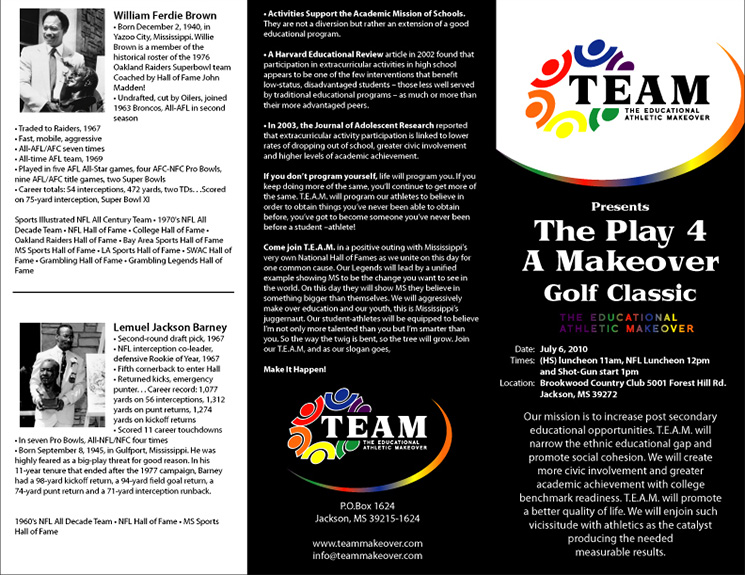 William Ferdie Brown
• Born December 2, 1940, in
Yazoo City, Mississippi. Willie
Brown is a member of the
historical roster of the 1976
Oakland Raiders Superbowl team
Coached by Hall of Fame John
Madden!
• Undrafted, cut by Oilers, joined
1963 Broncos, All-AFL in second
season
• Traded to Raiders, 1967
• Fast, mobile, aggressive
• All-AFL/AFC seven times
• All-time AFL team, 1969
• Played in five AFL All-Star games, four AFC-NFC Pro Bowls,
nine AFL/AFC title games, two Super Bowls
• Career totals: 54 interceptions, 472 yards, two TDs. . .Scored
on 75-yard interception, Super Bowl XI
Sports Illustrated NFL All Century Team • 1970's NFL All
Decade Team • NFL Hall of Fame • College Hall of Fame •
Oakland Raiders Hall of Fame • Bay Area Sports Hall of Fame
MS Sports Hall of Fame • LA Sports Hall of Fame • SWAC Hall of
Fame • Grambling Hall of Fame • Grambling Legends Hall of
Fame
Lemuel Jackson Barney
• Second-round draft pick, 1967
• NFL interception co-leader,
defensive Rookie of Year, 1967
• Fifth cornerback to enter Hall
• Returned kicks, emergency
punter. . . Career record: 1,077
yards on 56 interceptions, 1,312
yards on punt returns, 1,274
yards on kickoff returns
• Scored 11 career touchdowns
• In seven Pro Bowls, All-NFL/NFC four times
• Born September 8, 1945, in Gulfport, Mississippi. He was
highly feared as a big-play threat for good reason. In his
11-year tenure that ended after the 1977 campaign, Barney
had a 98-yard kickoff return, a 94-yard field goal return, a
74-yard punt return and a 71-yard interception runback.
1960's NFL All Decade Team • NFL Hall of Fame • MS Sports
Hall of Fame
• Activities Support the Academic Mission of Schools.
They are not a diversion but rather an extension of a good
educational program.
• A Harvard Educational Review article in 2002 found that
participation in extracurricular activities in high school
appears to be one of the few interventions that benefit
low-status, disadvantaged students – those less well served
by traditional educational programs – as much or more than
their more advantaged peers.
• In 2003, the Journal of Adolescent Research reported
that extracurricular activity participation is linked to lower
rates of dropping out of school, greater civic involvement
and higher levels of academic achievement.
If you don't program yourself, life will program you. If you
keep doing more of the same, you'll continue to get more of
the same. T.E.A.M. will program our athletes to believe in
order to obtain things you've never been able to obtain
before, you've got to become someone you've never been
before a student –athlete!
Come join T.E.A.M. in a positive outing with Mississippi's
very own National Hall of Fames as we unite on this day for
one common cause. Our Legends will lead by a unified
example showing MS to be the change you want to see in
the world. On this day they will show MS they believe in
something bigger than themselves. We will aggressively
make over education and our youth, this is Mississippi's
juggernaut. Our student-athletes will be equipped to believe
I'm not only more talented than you but I'm smarter than
you. So the way the twig is bent, so the tree will grow. Join
our T.E.A.M, and as our slogan goes,
Make It Happen!
TEAM
THE EDUCATIONAL
ATHLETIC MAKEOVER
P.O.Box 1624
Jackson, MS 39215-1624
www.teammakeover.com
info@teammakeover.com
TEAM
THE EDUCATIONAL
ATHLETIC MAKEOVER
Presents
The Play 4
A Makeover
Golf Classic
THE EDUCATIONAL
ATHLETIC MAKEOVER
Date: July 6, 2010
Times: (HS) luncheon 11am, NFL Luncheon 12pm
and Shot-Gun start 1pm
Location: Brookwood Country Club 5001 Forest Hill Rd.
Jackson, MS 39272
Our mission is to increase post secondary
educational opportunities. T.E.A.M. will
narrow the ethnic educational gap and
promote social cohesion. We will create
more civic involvement and greater
academic achievement with college
benchmark readiness. T.E.A.M. will promote
a better quality of life. We will enjoin such
vicissitude with athletics as the catalyst
producing the needed
measurable results.